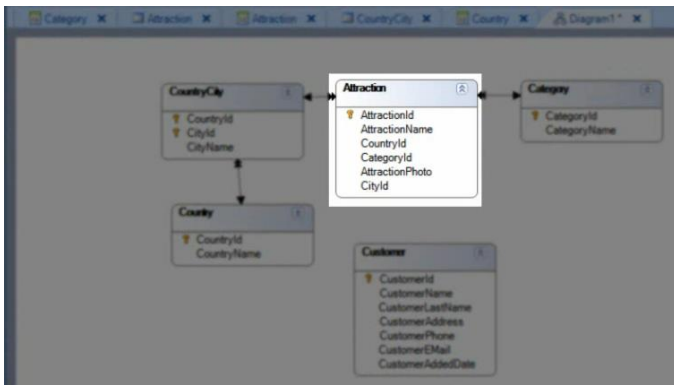 Category
Attraction
Attraction
CountryCity
Country
Diagram1 *
CountryCity
CountryId
CityId
CityName
Attraction
AttractionId
AttractionName
CountryId
CategoryId
AttractionPhoto
CityId
Category
CategoryId
CategoryName
Country
CountryId
CountryName
Customer
CustomerId
CustomerName
CustomerLastName
CustomerAddress
CustomerPhone
CustomerEMail
CustomerAddedDate